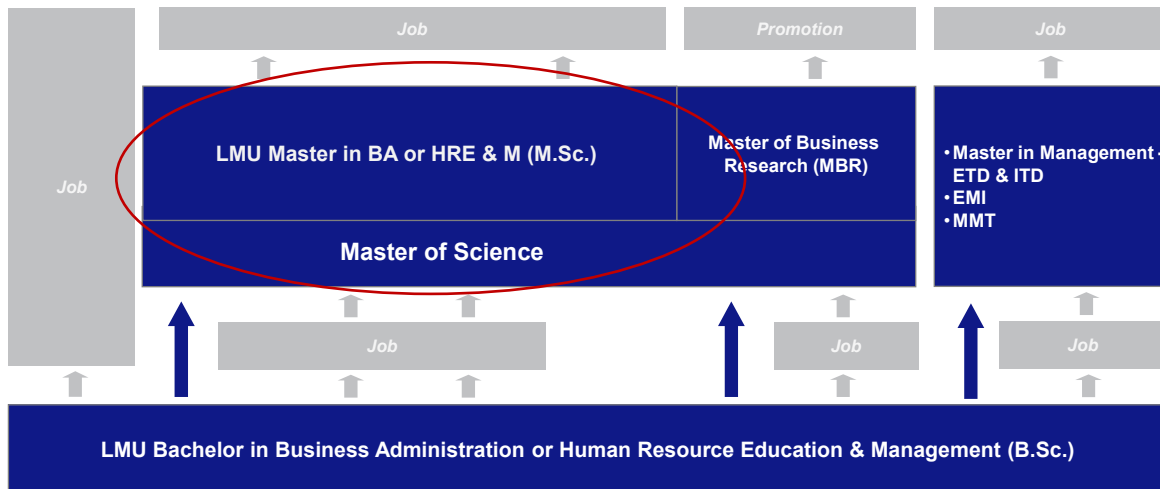 Job
Promotion
Job
Job
LMU Master in BA or HRE & M (M.Sc.)
Master of Business
Research (MBR)
• Master in Management -
ETD & ITD
• EMI
• MMT
Master of Science
Job
Job
Job
LMU Bachelor in Business Administration or Human Resource Education & Management (B.Sc.)